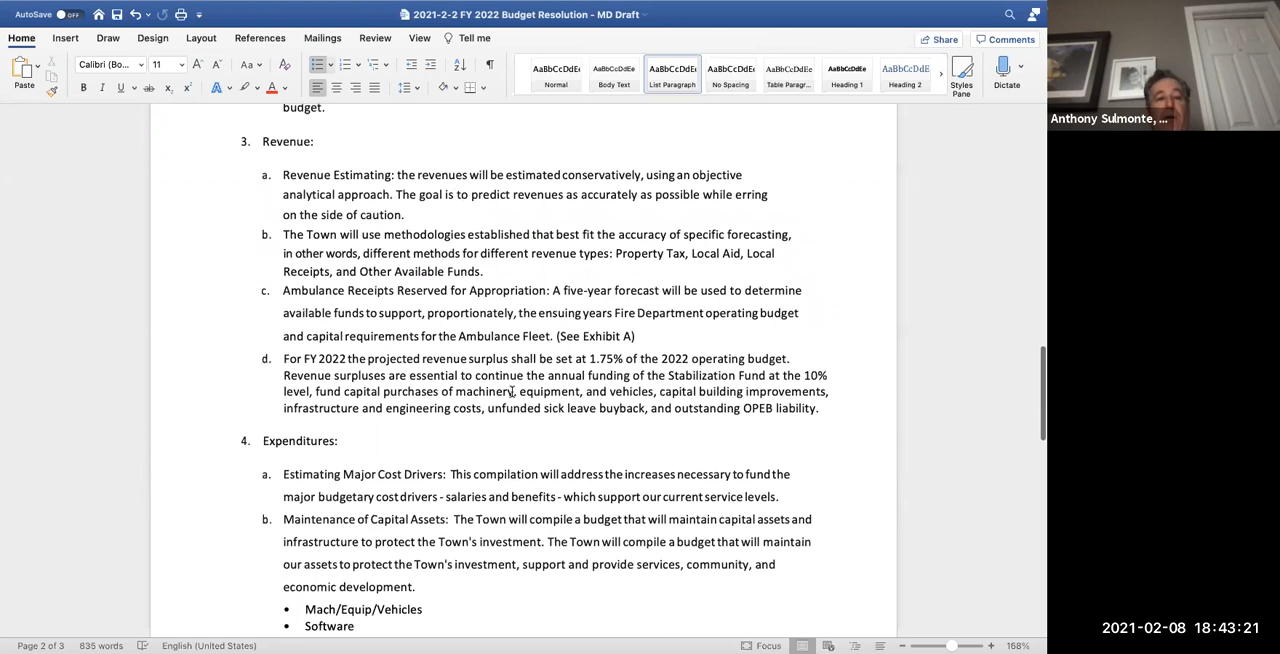 AutoSave OFF
2021-2-2 FY 2022 Budget Resolution - MD Draft
Home Insert Draw Design Layout References Mailings Review View Tell me
Share Comments
Paste
Calibri (Bo... 11
AaBbCcDdEe AaBbCcDdEe AaBbCcDdEe AaBbCcDdEe AaBbCcDdEe AaBbCcDdEe AaBbCcDdEe
Normal Body Text List Paragraph No Spacing Table Paragr... Heading 1 Heading 2
Styles Pane
Dictate
Anthony Sulmonte, ...
budget.
3. Revenue:
a. Revenue Estimating: the revenues will be estimated conservatively, using an objective
analytical approach. The goal is to predict revenues as accurately as possible while erring
on the side of caution.
b. The Town will use methodologies established that best fit the accuracy of specific forecasting,
in other words, different methods for different revenue types: Property Tax, Local Aid, Local
Receipts, and Other Available Funds.
c. Ambulance Receipts Reserved for Appropriation: A five-year forecast will be used to determine
available funds to support, proportionately, the ensuing years Fire Department operating budget
and capital requirements for the Ambulance Fleet. (See Exhibit A)
d. For FY 2022 the projected revenue surplus shall be set at 1.75% of the 2022 operating budget.
Revenue surpluses are essential to continue the annual funding of the Stabilization Fund at the 10%
level, fund capital purchases of machinery, equipment, and vehicles, capital building improvements,
infrastructure and engineering costs, unfunded sick leave buyback, and outstanding OPEB liability.
4. Expenditures:
a. Estimating Major Cost Drivers: This compilation will address the increases necessary to fund the
major budgetary cost drivers - salaries and benefits - which support our current service levels.
b. Maintenance of Capital Assets: The Town will compile a budget that will maintain capital assets and
infrastructure to protect the Town's investment. The Town will compile a budget that will maintain
our assets to protect the Town's investment, support and provide services, community, and
economic development.
• Mach/Equip/Vehicles
• Software
Page 2 of 3 835 words English (United States) Focus 168%
2021-02-08 18:43:21